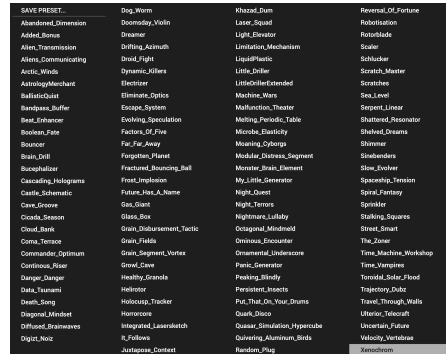 SAVE PRESET...
Abandoned_Dimension
Added_Bonus
Alien_Transmission
Aliens_Communicating
Arctic_Winds
AstrologyMerchant
BallisticQuist
Bandpass_Buffer
Beat_Enhancer
Boolean_Fate
Bouncer
Brain_Drill
Bucephalizer
Cascading_Holograms
Castle_Schematic
Cave_Groove
Cicada_Season
Cloud_Bank
Coma_Terrace
Commander_Optimum
Continous_Riser
Danger_Danger
Data_Tsunami
Death_Song
Diagonal_Mindset
Diffused_Brainwaves
Digizt_Noiz
Dog_Worm
Doomsday_Violin
Dreamer
Drifting_Azimuth
Droid_Fight
Dynamic_Killers
Electrizer
Eliminate_Optics
Escape_System
Evolving_Speculation
Factors_Of_Five
Far_Far_Away
Forgotten_Planet
Fractured_Bouncing_Ball
Frost_Implosion
Future_Has_A_Name
Gas_Giant
Glass_Box
Grain_Disbursement_Tactic
Grain_Fields
Grain_Segment_Vortex
Growl_Cave
Healthy_Granola
Helirotor
Holocusp_Tracker
Horrorcore
Integrated_Lasersketch
It_Follows
Juxtapose_Context
Khazad_Dum
Laser_Squad
Light_Elevator
Limitation_Mechanism
LiquidPlastic
Little_Driller
LittleDrillerExtended
Machine_Wars
Malfunction_Theater
Melting_Periodic_Table
Microbe_Elasticity
Moaning_Cyborgs
Modular_Distress_Segment
Monster_Brain_Element
My_Little_Generator
Night_Quest
Night_Terrors
Nightmare_Lullaby
Octagonal_Mindmeld
Ominous_Encounter
Ornamental_Underscore
Panic_Generator
Peaking_Blindly
Persistent_Insects
Put_That_On_Your_Drums
Quark_Disco
Quasar_Simulation_Hypercube
Quivering_Aluminum_Birds
Random_Plug
Reversal_Of_Fortune
Robotisation
Rotorblade
Scaler
Schlucker
Scratch_Master
Scratches
Sea_Level
Serpent_Linear
Shattered_Resonator
Shelved_Dreams
Shimmer
Sinebenders
Slow_Evolver
Spaceship_Tension
Spiral_Fantasy
Sprinkler
Stalking_Squares
Street_Smart
The_Zoner
Time_Machine_Workshop
Time_Vampires
Toroidal_Solar_Flood
Trajectory_Dubz
Travel_Through_Walls
Ulterior_Telecraft
Uncertain_Future
Velocity_Vertebrae
Xenochrom